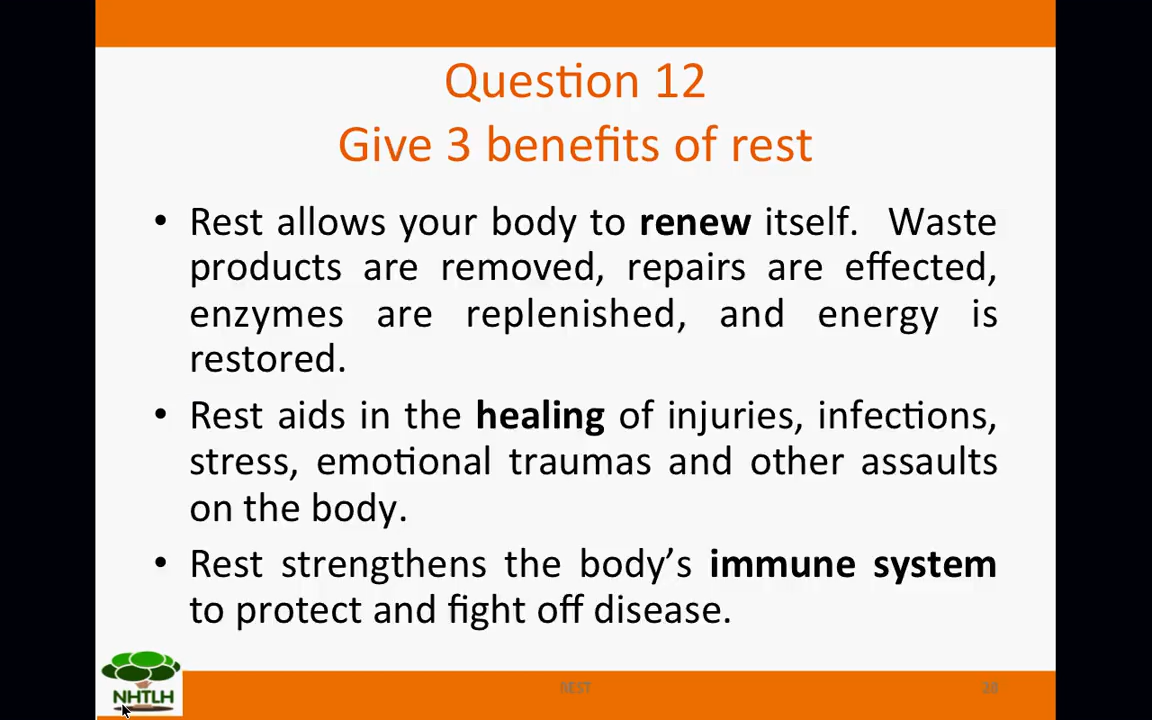 Question 12
Give 3 benefits of rest
• Rest allows your body to renew itself.  Waste
products are removed, repairs are effected,
enzymes are replenished, and energy is
restored.
• Rest aids in the healing of injuries, infections,
stress, emotional traumas and other assaults
on the body.
• Rest strengthens the body’s immune system
to protect and fight off disease.
NHTLH
REST
20